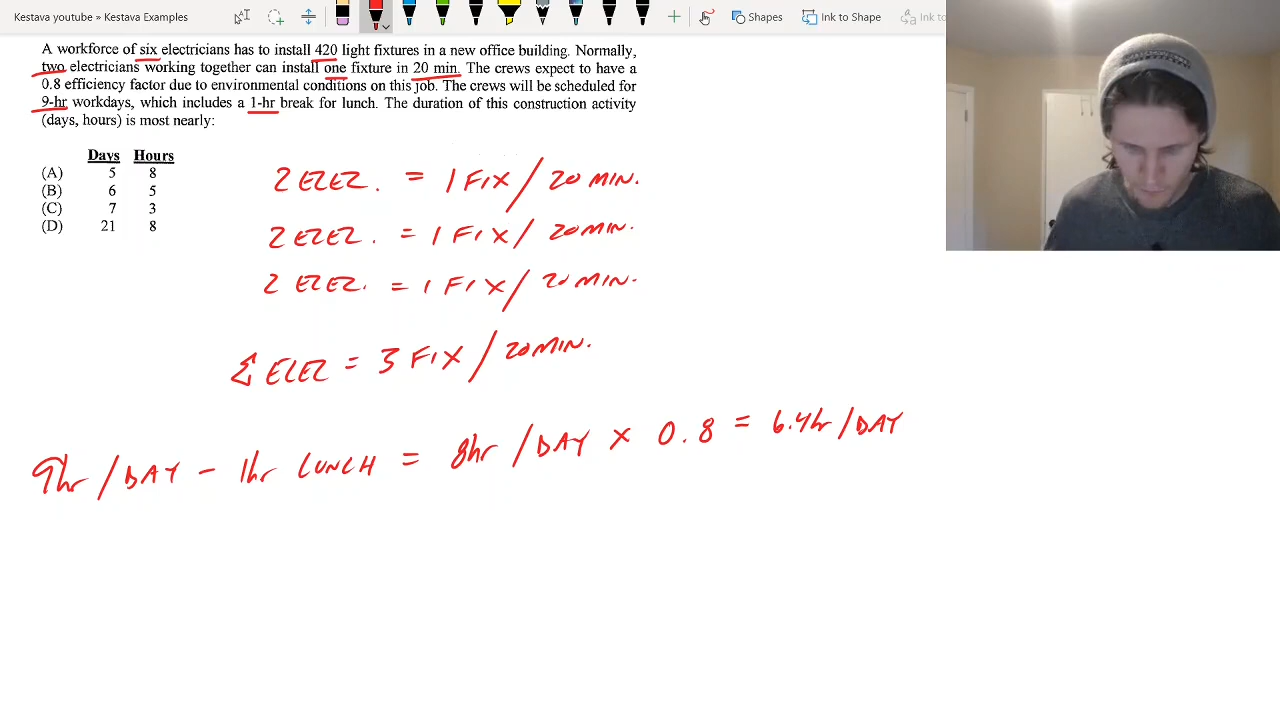 Kestava youtube » Kestava Examples
Shapes
Ink to Shape
Ink to
A workforce of six electricians has to install 420 light fixtures in a new office building. Normally,
two electricians working together can install one fixture in 20 min. The crews expect to have a
0.8 efficiency factor due to environmental conditions on this job. The crews will be scheduled for
9-hr workdays, which includes a 1-hr break for lunch. The duration of this construction activity
(days, hours) is most nearly:
Days Hours
(A) 5 8
(B) 6 5
(C) 7 3
(D) 21 8
2 ELEC. = 1 FIX / 20 MIN.
2 ELEC. = 1 FIX / 20 MIN.
2 ELEC. = 1 FIX / 20 MIN.
Σ ELEC = 3 FIX / 20 MIN.
9hr / DAY - 1hr LUNCH = 8hr / DAY × 0.8 = 6.4hr / DAY